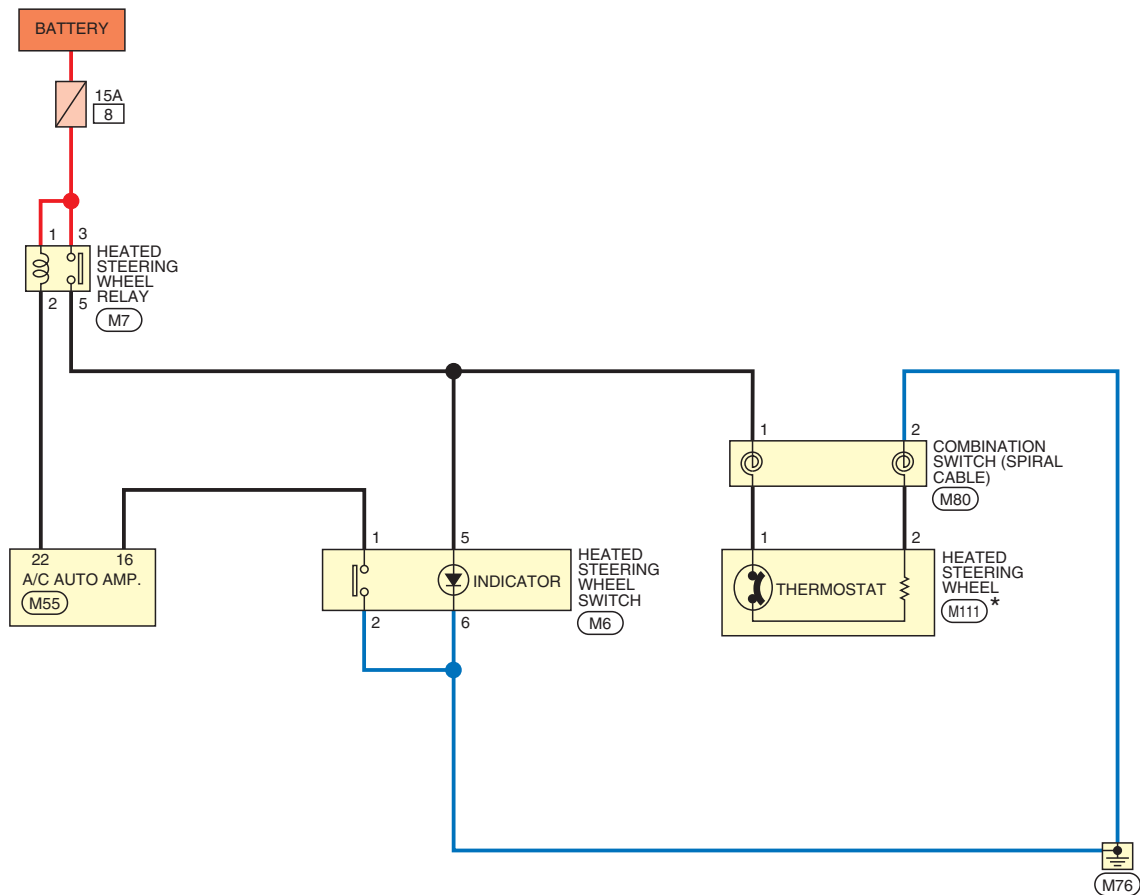 BATTERY
15A
8
1 3
HEATED
STEERING
WHEEL
RELAY
2 5
M7
1 2
COMBINATION
SWITCH (SPIRAL
CABLE)
M80
22 16
A/C AUTO AMP.
M55
1 5
INDICATOR
2 6
HEATED
STEERING
WHEEL
SWITCH
M6
1 2
THERMOSTAT
HEATED
STEERING
WHEEL
M111 *
M76